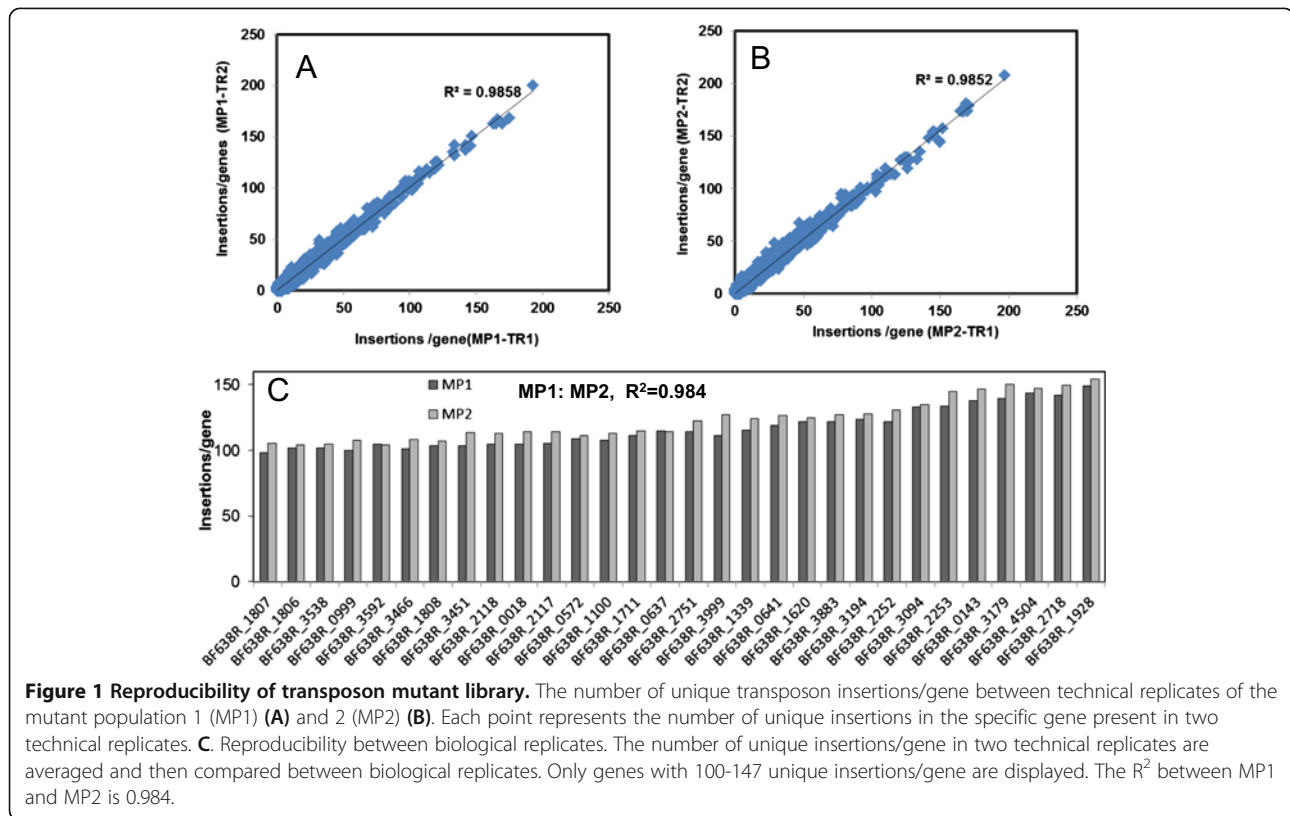 A
R² = 0.9858
250
200
150
100
50
0
0 50 100 150 200 250
Insertions/genes (MP1-TR2)
Insertions /gene(MP1-TR1)
B
R² = 0.9852
250
200
150
100
50
0
0 50 100 150 200 250
Insertions/gene (MP2-TR2)
Insertions /gene (MP2-TR1)
C
MP1
MP2
MP1: MP2, R²=0.984
150
100
50
0
Insertions/gene
BF638R_1807
BF638R_1806
BF638R_3538
BF638R_0999
BF638R_3592
BF638R_3466
BF638R_1808
BF638R_3451
BF638R_2118
BF638R_0018
BF638R_2117
BF638R_0572
BF638R_1100
BF638R_1711
BF638R_0637
BF638R_2751
BF638R_3999
BF638R_1339
BF638R_0641
BF638R_1620
BF638R_3883
BF638R_3194
BF638R_2252
BF638R_3094
BF638R_2253
BF638R_0143
BF638R_3179
BF638R_4504
BF638R_2718
BF638R_1928
Figure 1 Reproducibility of transposon mutant library. The number of unique transposon insertions/gene between technical replicates of the
mutant population 1 (MP1) (A) and 2 (MP2) (B). Each point represents the number of unique insertions in the specific gene present in two
technical replicates. C. Reproducibility between biological replicates. The number of unique insertions/gene in two technical replicates are
averaged and then compared between biological replicates. Only genes with 100-147 unique insertions/gene are displayed. The R² between MP1
and MP2 is 0.984.